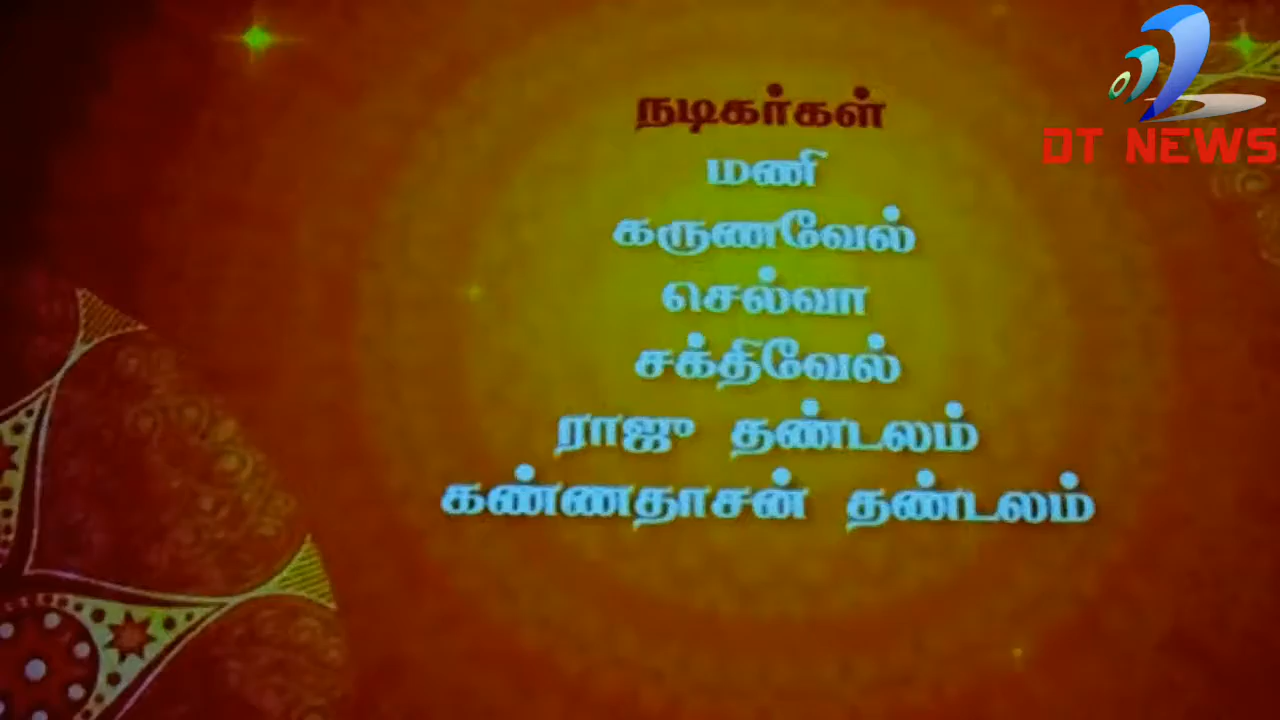 நடிகர்கள்
மணி
கருணவேல்
செல்வா
சக்திவேல்
ராஜு தண்டலம்
கண்ணதாசன் தண்டலம்
DT NEWS